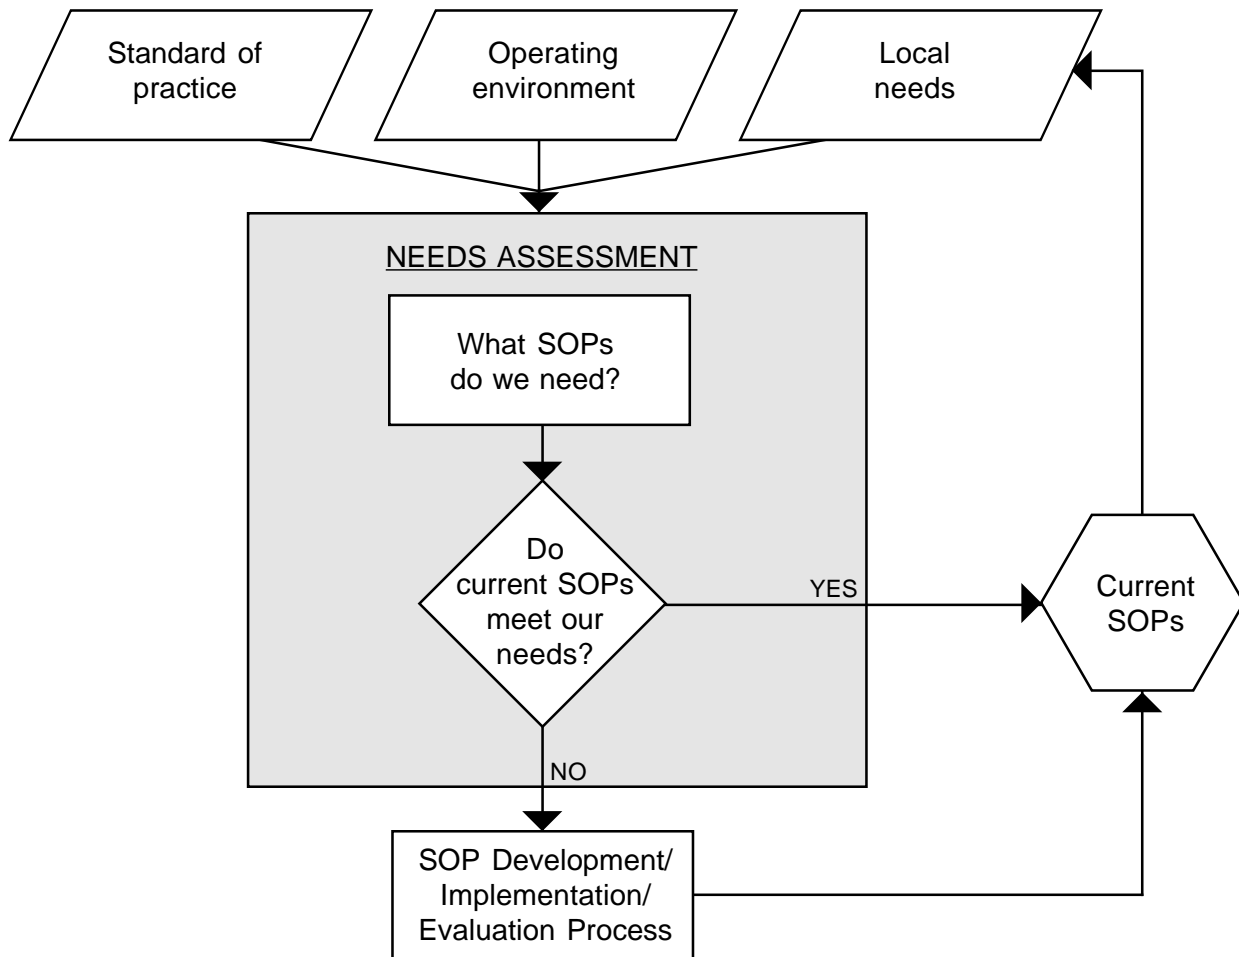 Standard of
practice
Operating
environment
Local
needs
NEEDS ASSESSMENT
What SOPs
do we need?
Do
current SOPs
meet our
needs?
YES
Current
SOPs
NO
SOP Development/
Implementation/
Evaluation Process